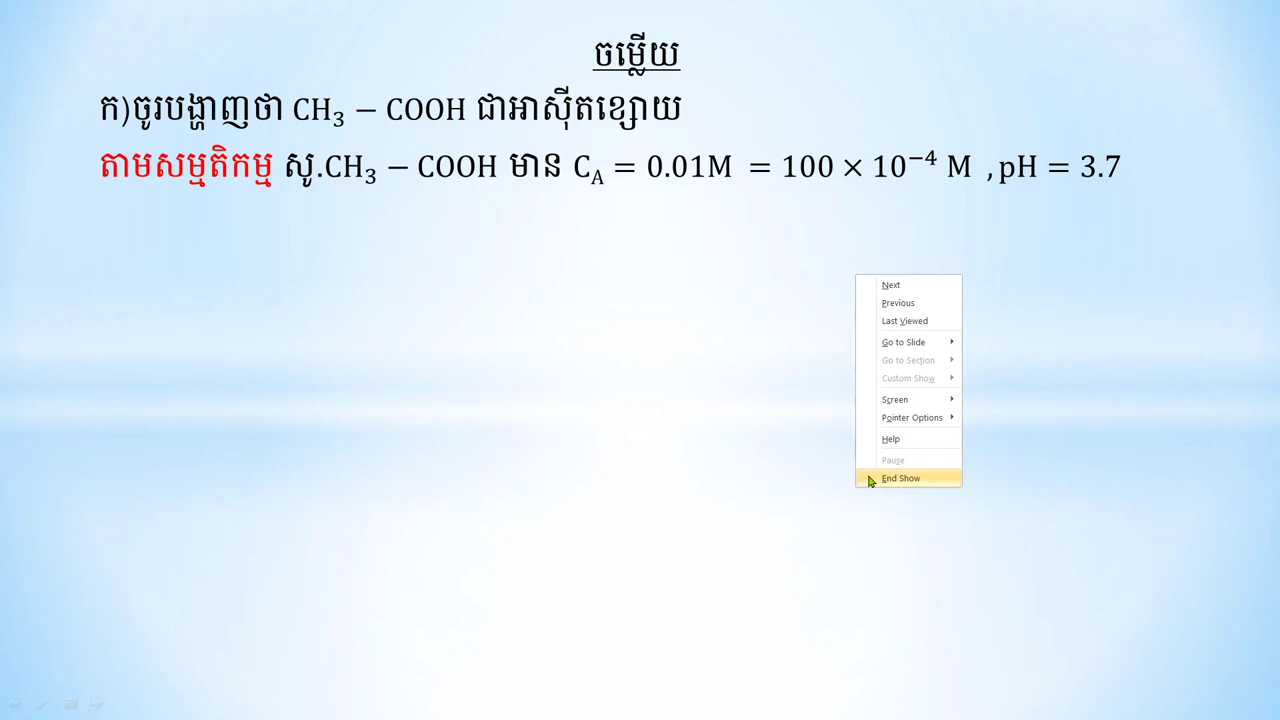 ចម្លើយ
ក)ចូរបង្ហាញថា CH₃ − COOH ជាអាស៊ីតខ្សោយ
តាមសម្មតិកម្ម សូ.CH₃ − COOH មាន C_A = 0.01M = 100 × 10⁻⁴ M ,pH = 3.7
Next
Previous
Last Viewed
Go to Slide
Go to Section
Custom Show
Screen
Pointer Options
Help
Pause
End Show